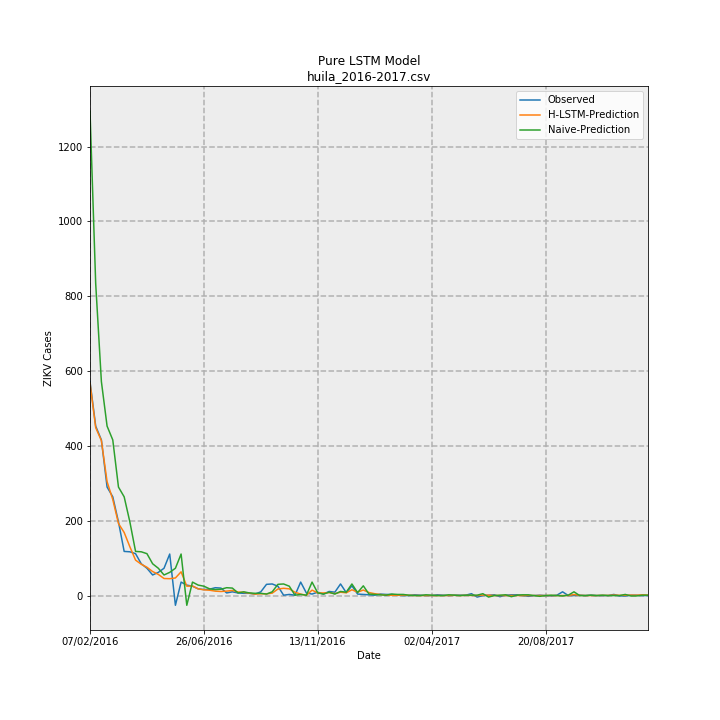 Pure LSTM Model
huila_2016-2017.csv
Observed
H-LSTM-Prediction
Naive-Prediction
ZIKV Cases
1200
1000
800
600
400
200
0
07/02/2016
26/06/2016
13/11/2016
02/04/2017
20/08/2017
Date